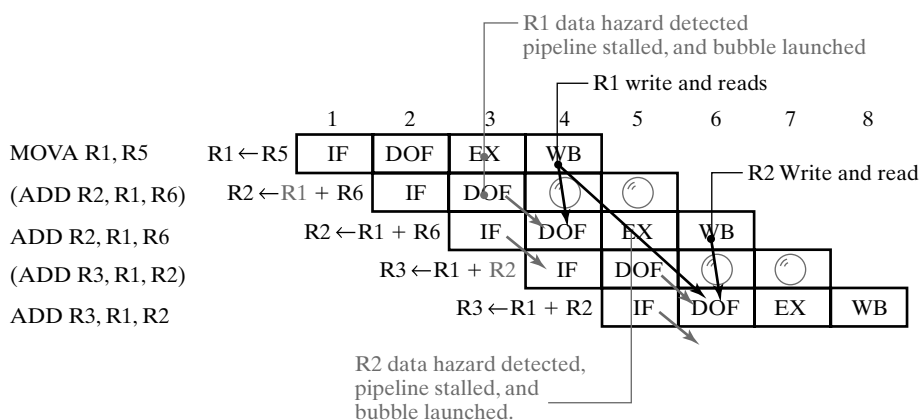 R1 data hazard detected
pipeline stalled, and bubble launched
R1 write and reads
1 2 3 4 5 6 7 8
MOVA R1, R5 R1←R5 IF DOF EX WB
R2 Write and read
(ADD R2, R1, R6) R2←R1 + R6 IF DOF
ADD R2, R1, R6 R2←R1 + R6 IF DOF EX WB
(ADD R3, R1, R2) R3←R1 + R2 IF DOF
ADD R3, R1, R2 R3←R1 + R2 IF DOF EX WB
R2 data hazard detected,
pipeline stalled, and
bubble launched.